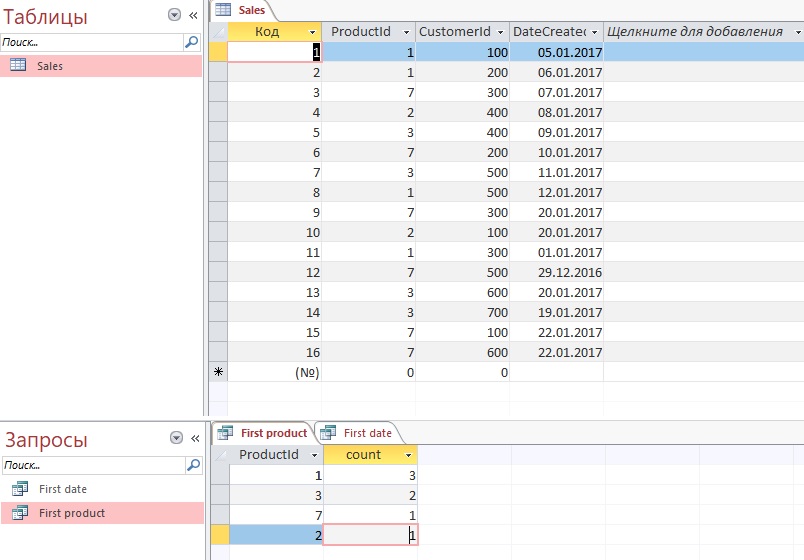 Таблицы «
Поиск...
Sales
Sales
Код ProductId CustomerId DateCreated Щелкните для добавления
1 1 100 05.01.2017
2 1 200 06.01.2017
3 7 300 07.01.2017
4 2 400 08.01.2017
5 3 400 09.01.2017
6 7 200 10.01.2017
7 3 500 11.01.2017
8 1 500 12.01.2017
9 7 300 20.01.2017
10 2 100 20.01.2017
11 1 300 01.01.2017
12 7 500 29.12.2016
13 3 600 20.01.2017
14 3 700 19.01.2017
15 7 100 22.01.2017
16 7 600 22.01.2017
* (№) 0 0
Запросы «
Поиск...
First date
First product
First product First date
ProductId count
1 3
3 2
7 1
2 1